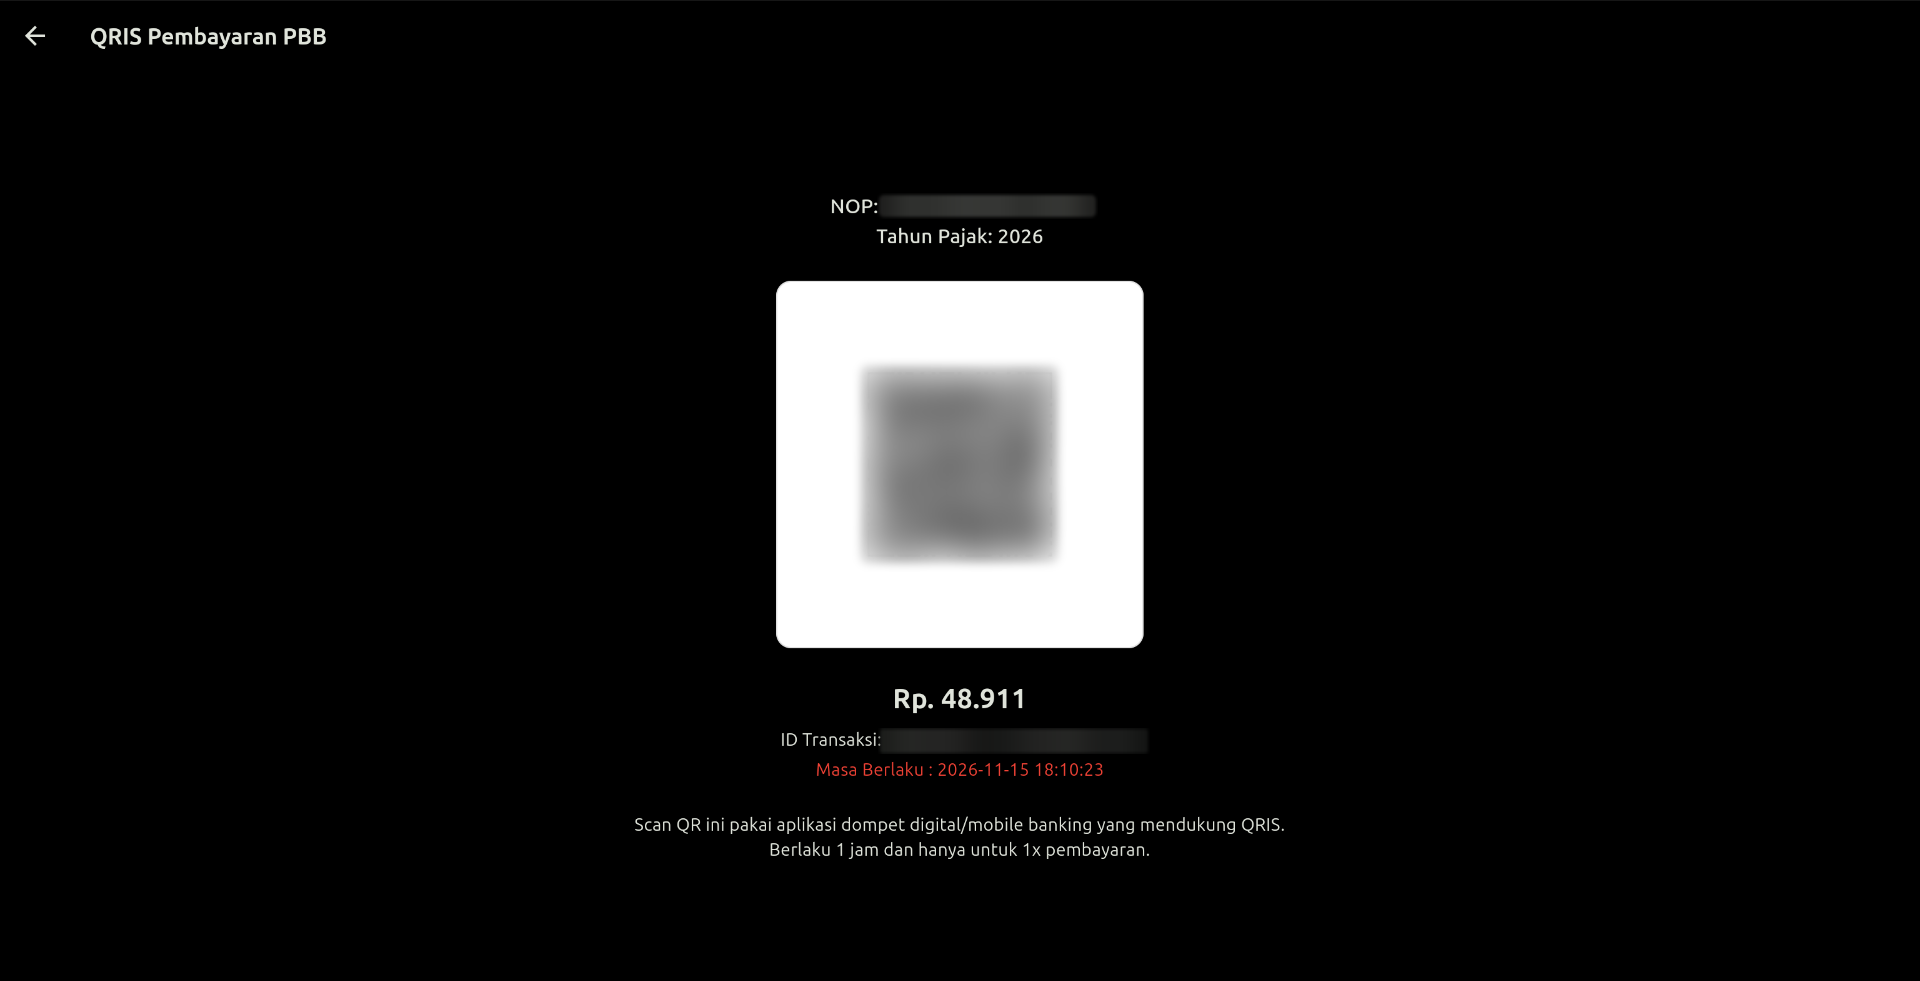 QRIS Pembayaran PBB
NOP:
Tahun Pajak: 2026
Rp. 48.911
ID Transaksi:
Masa Berlaku : 2026-11-15 18:10:23
Scan QR ini pakai aplikasi dompet digital/mobile banking yang mendukung QRIS.
Berlaku 1 jam dan hanya untuk 1x pembayaran.